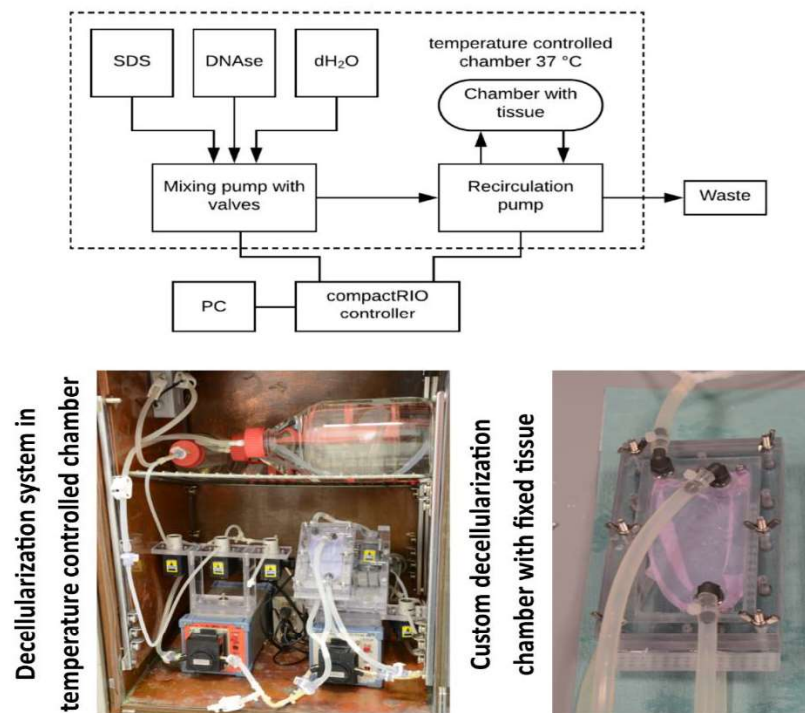 SDS
DNAse
dH₂O
temperature controlled
chamber 37 °C
Chamber with
tissue
Mixing pump with
valves
Recirculation
pump
Waste
PC
compactRIO
controller
Decellularization system in
temperature controlled chamber
Custom decellularization
chamber with fixed tissue